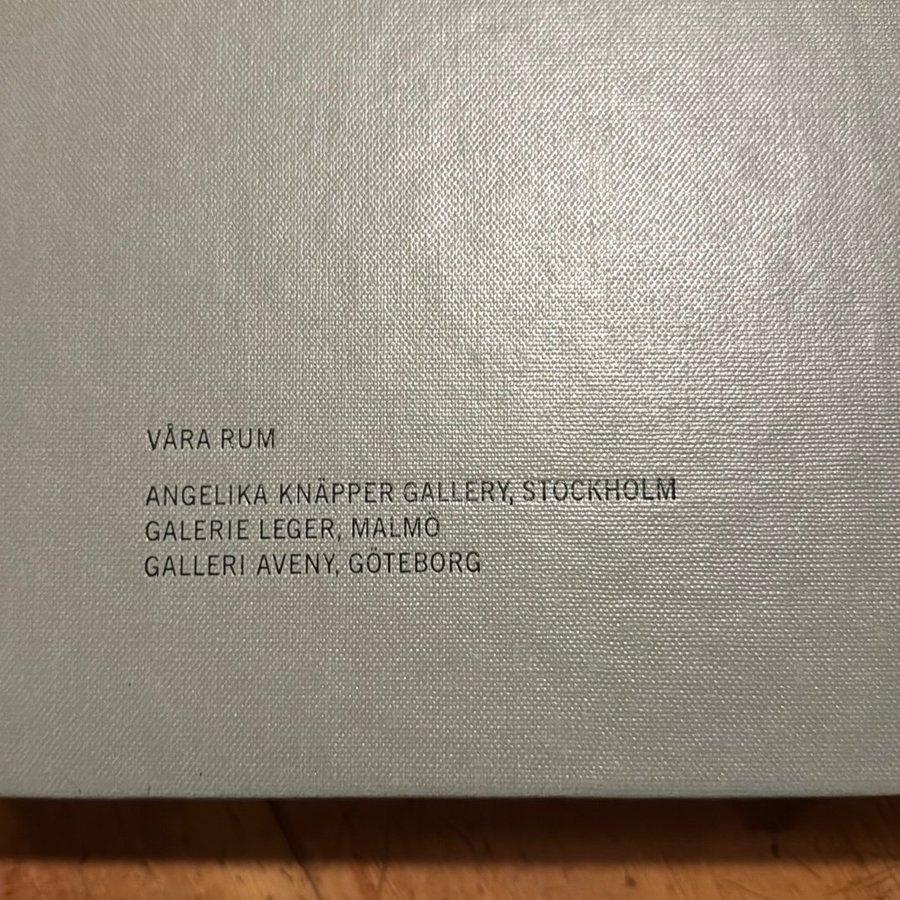 VÅRA RUM
ANGELIKA KNÄPPER GALLERY, STOCKHOLM
GALERIE LEGER, MALMÖ
GALLERI AVENY, GÖTEBORG